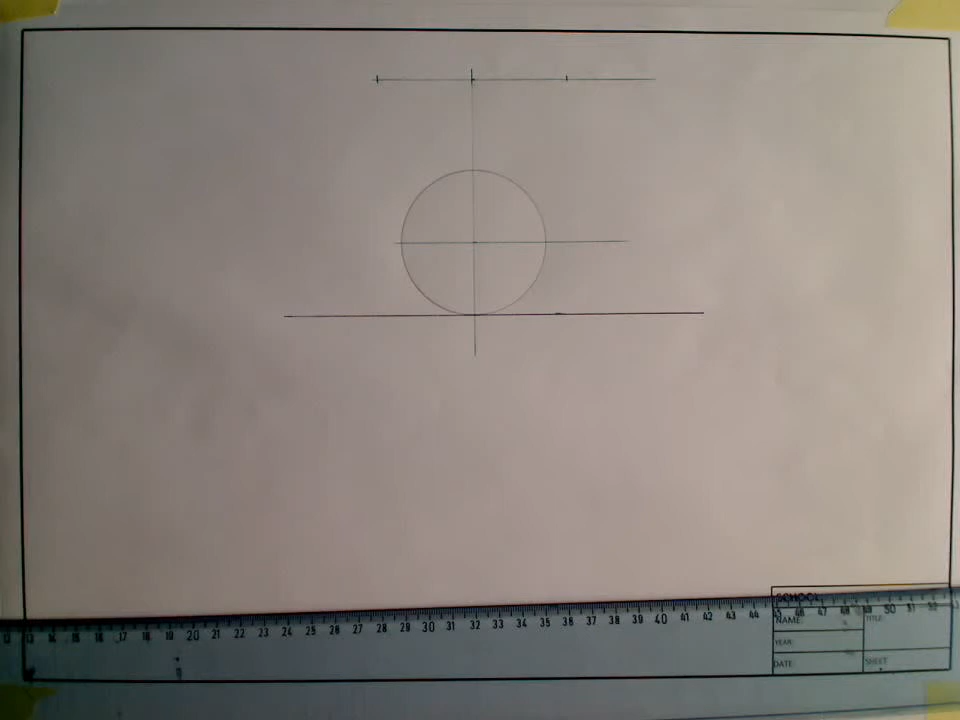 SCHOOL:
NAME:
TITLE:
YEAR:
DATE:
SHEET:
12 13 14 15 16 17 18 19 20 21 22 23 24 25 26 27 28 29 30 31 32 33 34 35 36 37 38 39 40 41 42 43 44 45 46 47 48 49 50 51 52 53